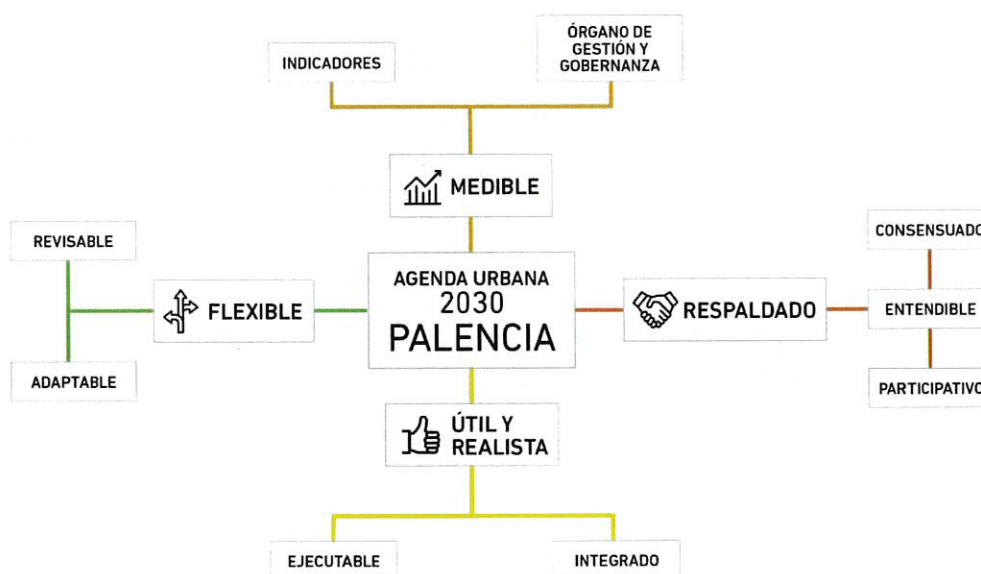 ÓRGANO DE
GESTIÓN Y
GOBERNANZA
INDICADORES
MEDIBLE
REVISABLE
CONSENSUADO
AGENDA URBANA
2030
PALENCIA
FLEXIBLE
RESPALDADO
ENTENDIBLE
ADAPTABLE
PARTICIPATIVO
ÚTIL Y
REALISTA
EJECUTABLE
INTEGRADO